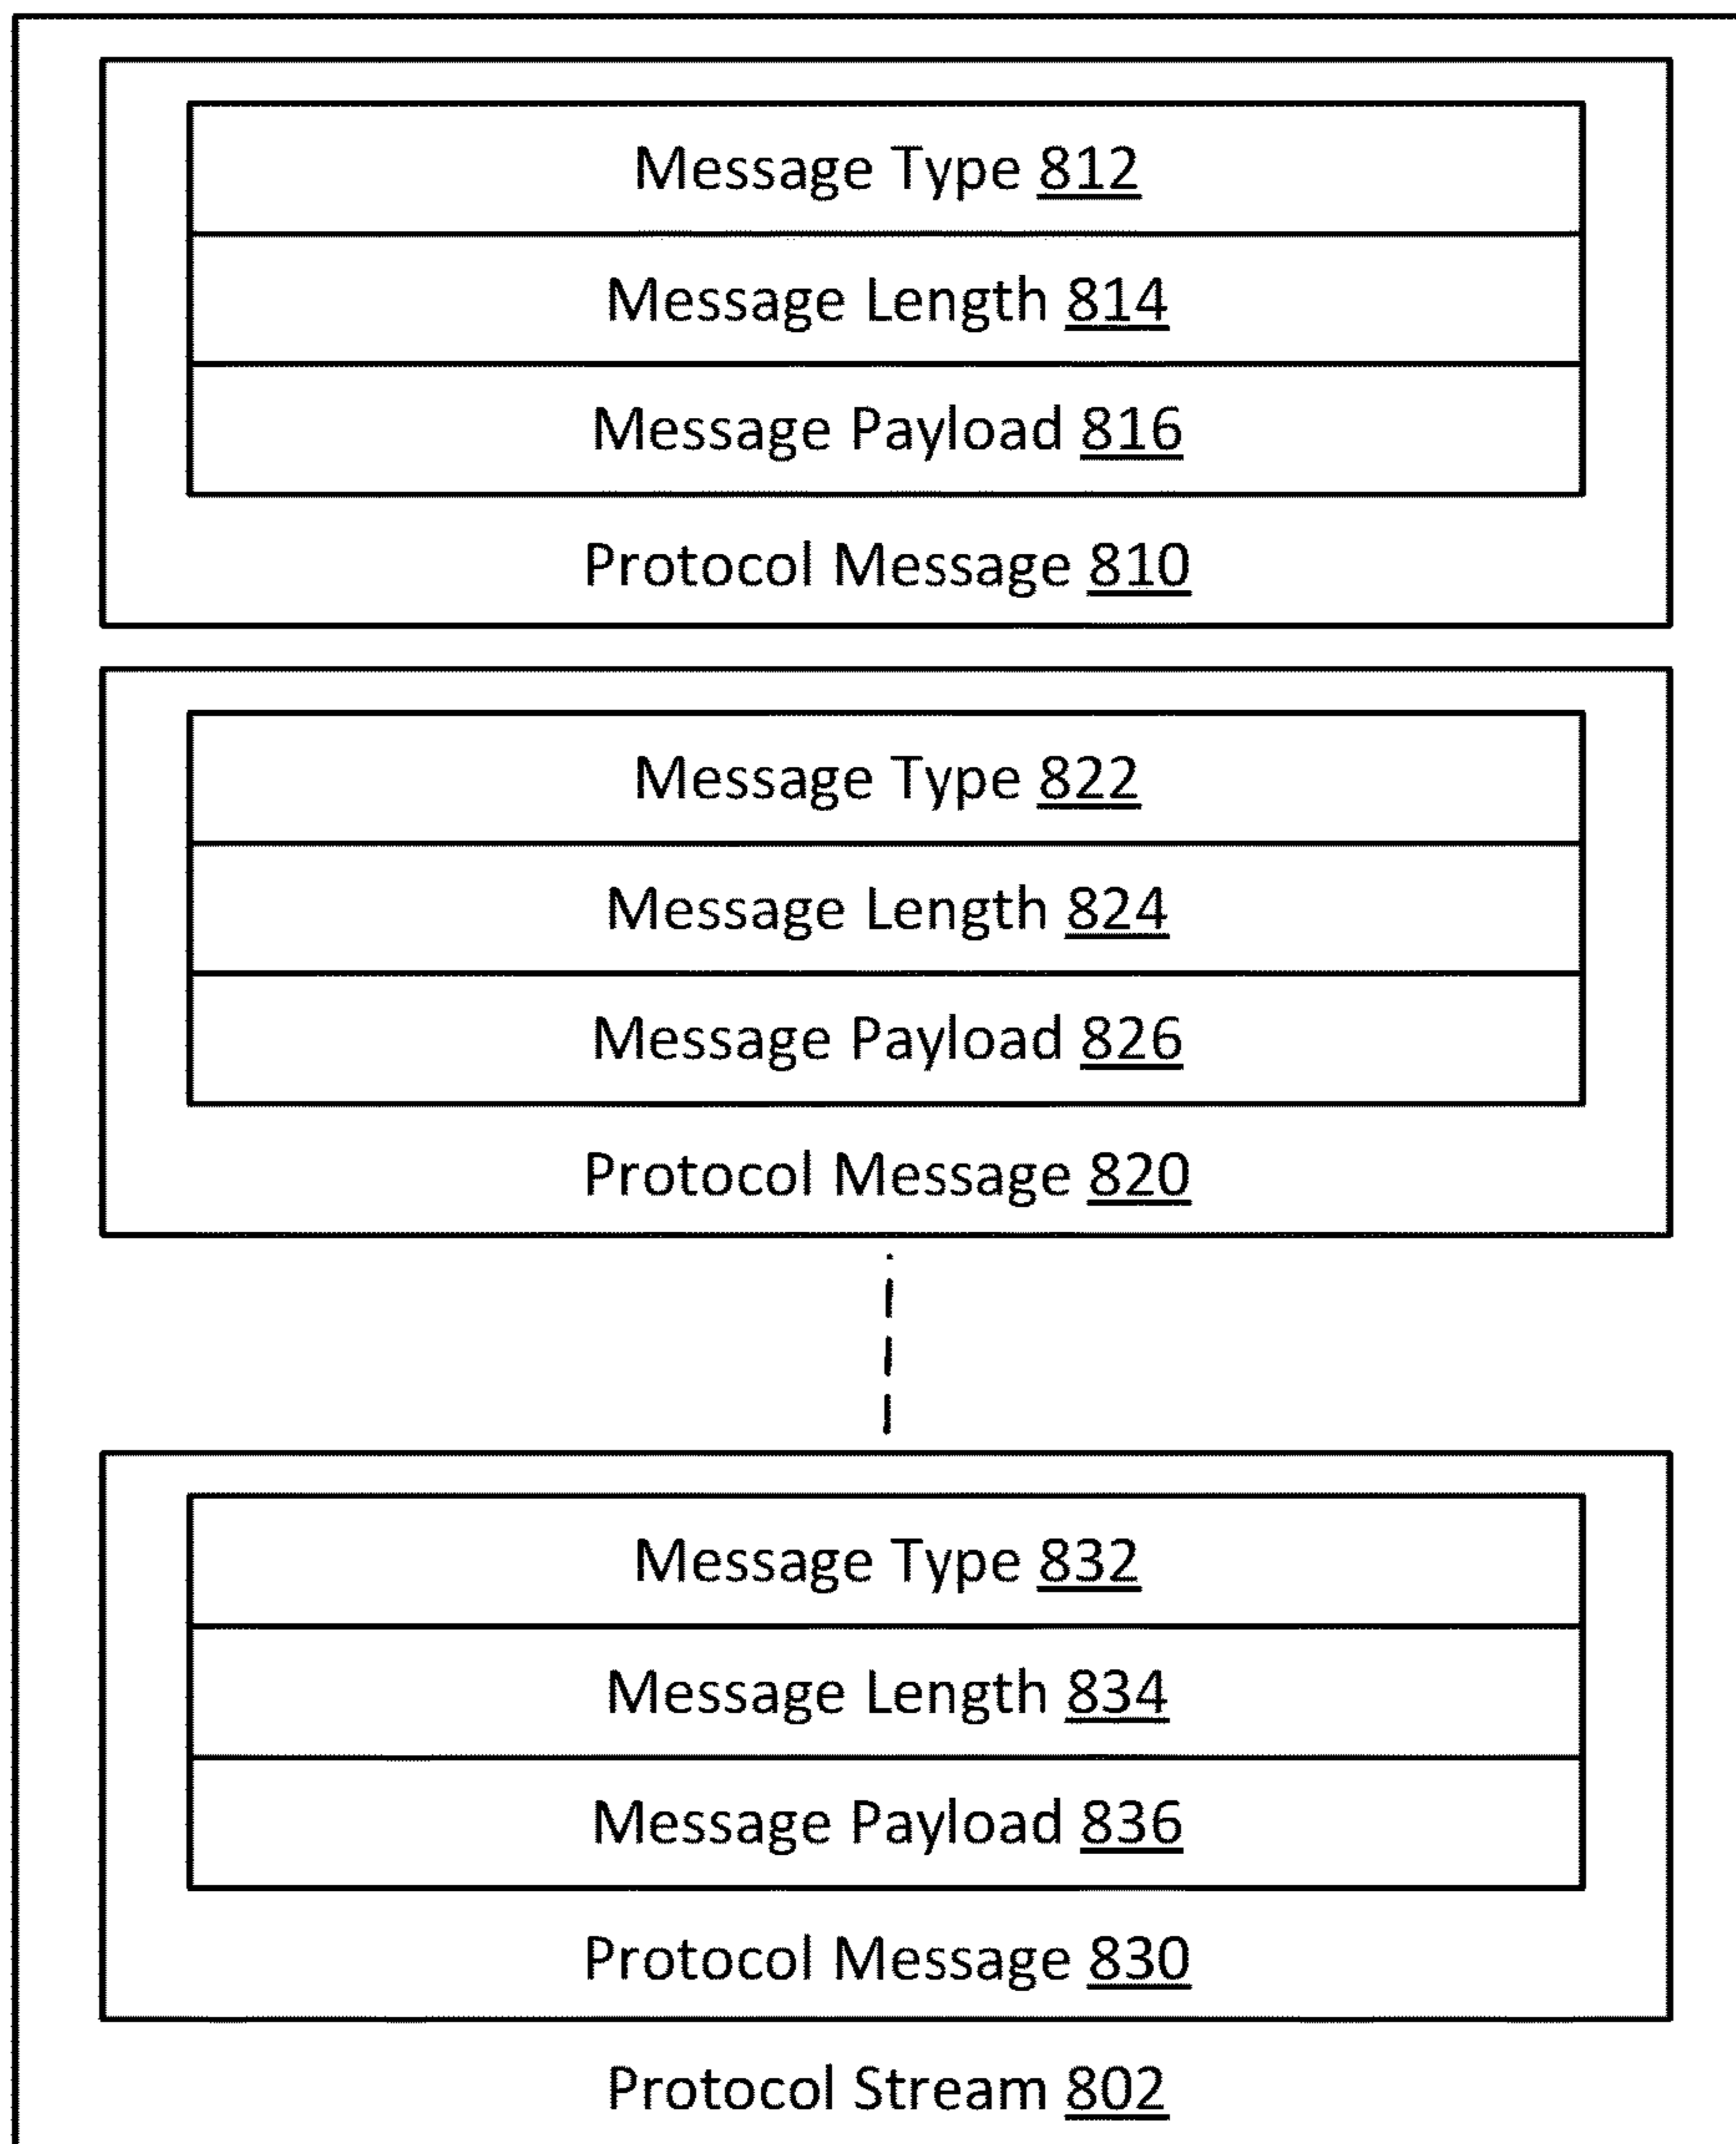 Message Type 812
Message Length 814
Message Payload 816
Protocol Message 810
Message Type 822
Message Length 824
Message Payload 826
Protocol Message 820
Message Type 832
Message Length 834
Message Payload 836
Protocol Message 830
Protocol Stream 802